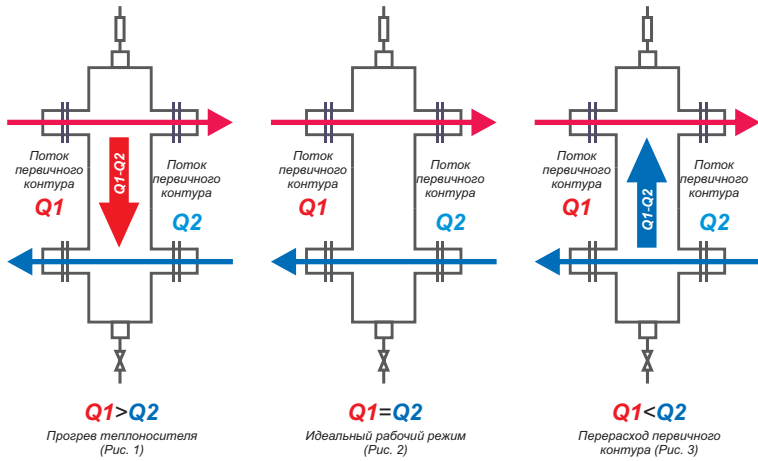 Поток
первичного
контура
Q1
Q1-Q2
Поток
первичного
контура
Q2
Q1>Q2
Прогрев теплоносителя
(Рис. 1)
Поток
первичного
контура
Q1
Поток
первичного
контура
Q2
Q1=Q2
Идеальный рабочий режим
(Рис. 2)
Поток
первичного
контура
Q1
Q1-Q2
Поток
первичного
контура
Q2
Q1<Q2
Перерасход первичного
контура (Рис. 3)